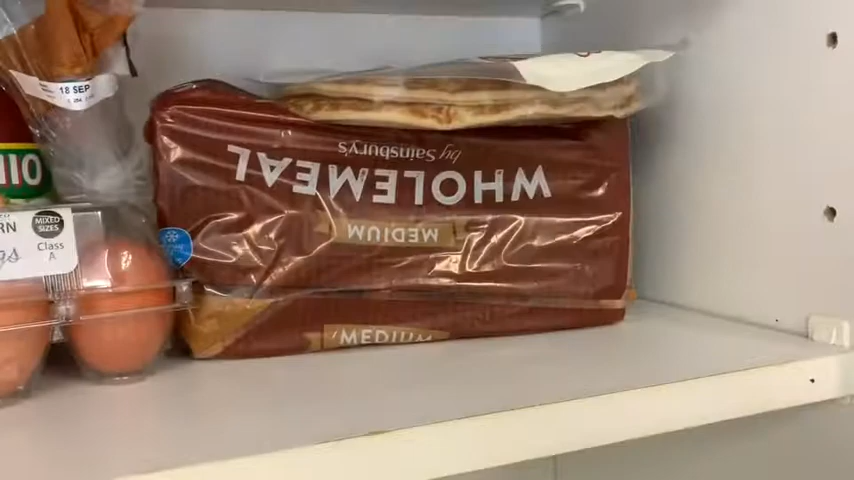 18 SEP
MIXED
SIZES
Class
A
by Sainsbury's
WHOLEMEAL
MEDIUM
MEDIUM